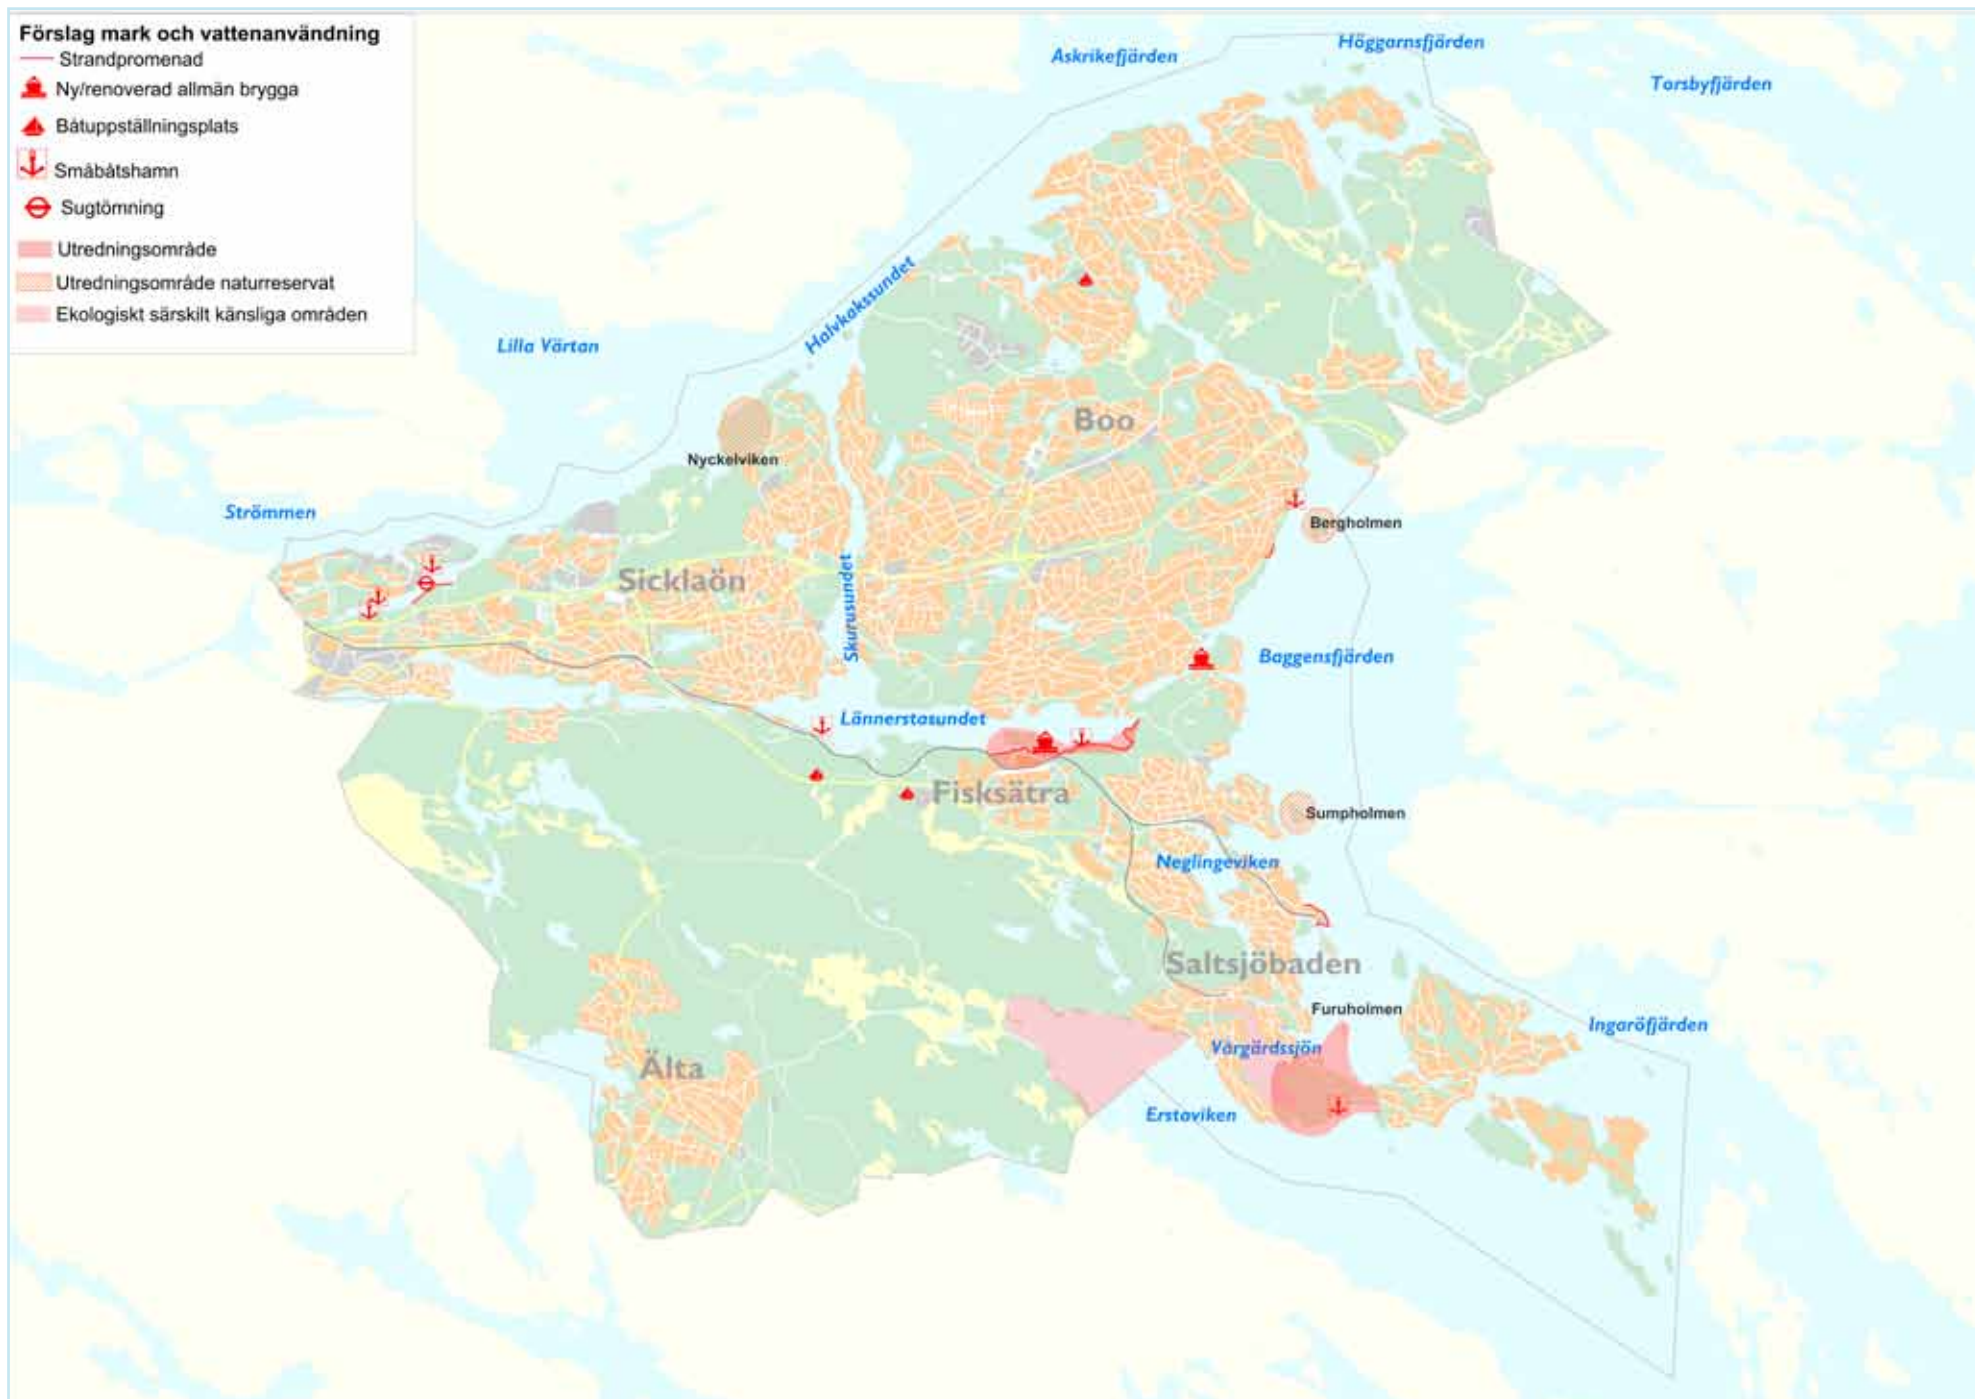 Förslag mark och vattenanvändning
Strandpromenad
Ny/renoverad allmän brygga
Båtuppställningsplats
Småbåtshamn
Sugtömning
Utredningsområde
Utredningsområde naturreservat
Ekologiskt särskilt känsliga områden
Höggarnsfjärden
Askrikefjärden
Torsbyfjärden
Halvkakssundet
Lilla Värtan
Boo
Nyckelviken
Strömmen
Bergholmen
Sicklaön
Skurusundet
Baggensfjärden
Lännerstasundet
Fisksätra
Sumpholmen
Neglingeviken
Saltsjöbaden
Furuholmen
Ingaröfjärden
Vårgärdssjön
Älta
Erstaviken